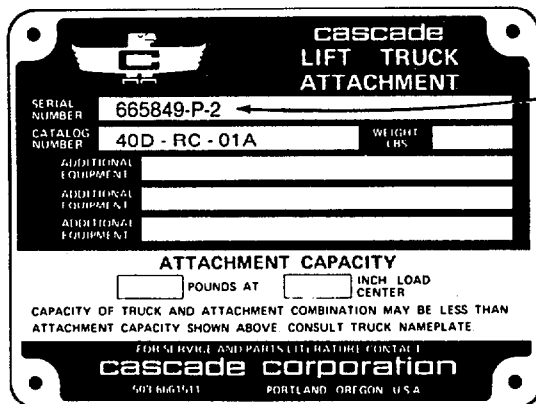 cascade
LIFT TRUCK
ATTACHMENT
SERIAL NUMBER 665849-P-2
CATALOG NUMBER 40D - RC - 01A WEIGHT LBS
ADDITIONAL EQUIPMENT
ADDITIONAL EQUIPMENT
ADDITIONAL EQUIPMENT
ATTACHMENT CAPACITY
POUNDS AT INCH LOAD CENTER
CAPACITY OF TRUCK AND ATTACHMENT COMBINATION MAY BE LESS THAN
ATTACHMENT CAPACITY SHOWN ABOVE. CONSULT TRUCK NAMEPLATE.
FOR SERVICE AND PARTS LITERATURE CONTACT
cascade corporation
503 6661511 PORTLAND OREGON U.S.A.